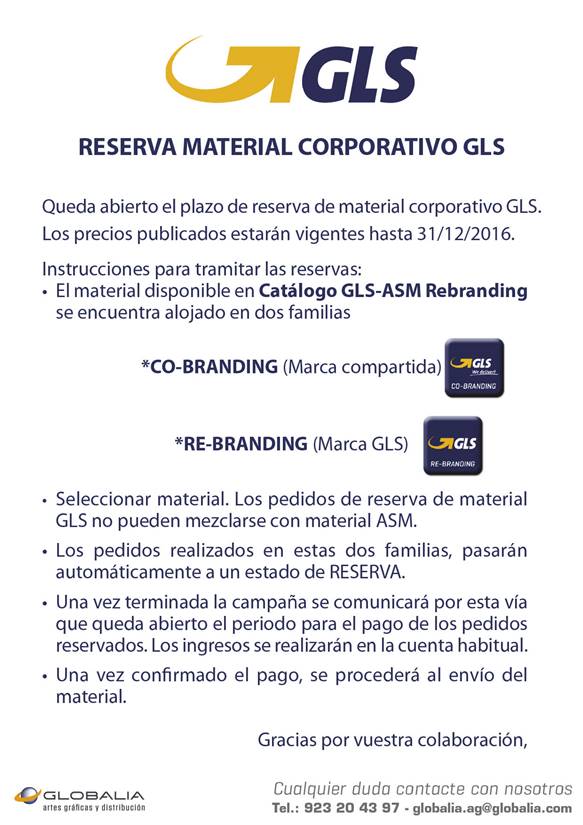 GLS
RESERVA MATERIAL CORPORATIVO GLS
Queda abierto el plazo de reserva de material corporativo GLS.
Los precios publicados estarán vigentes hasta 31/12/2016.
Instrucciones para tramitar las reservas:
• El material disponible en Catálogo GLS-ASM Rebranding
se encuentra alojado en dos familias
*CO-BRANDING (Marca compartida)
GLS
We deliver!
CO-BRANDING
*RE-BRANDING (Marca GLS)
GLS
RE-BRANDING
• Seleccionar material. Los pedidos de reserva de material
GLS no pueden mezclarse con material ASM.
• Los pedidos realizados en estas dos familias, pasarán
automáticamente a un estado de RESERVA.
• Una vez terminada la campaña se comunicará por esta vía
que queda abierto el periodo para el pago de los pedidos
reservados. Los ingresos se realizarán en la cuenta habitual.
• Una vez confirmado el pago, se procederá al envío del
material.
Gracias por vuestra colaboración,
GLOBALIA
artes gráficas y distribución
Cualquier duda contacte con nosotros
Tel.: 923 20 43 97 - globalia.ag@globalia.com